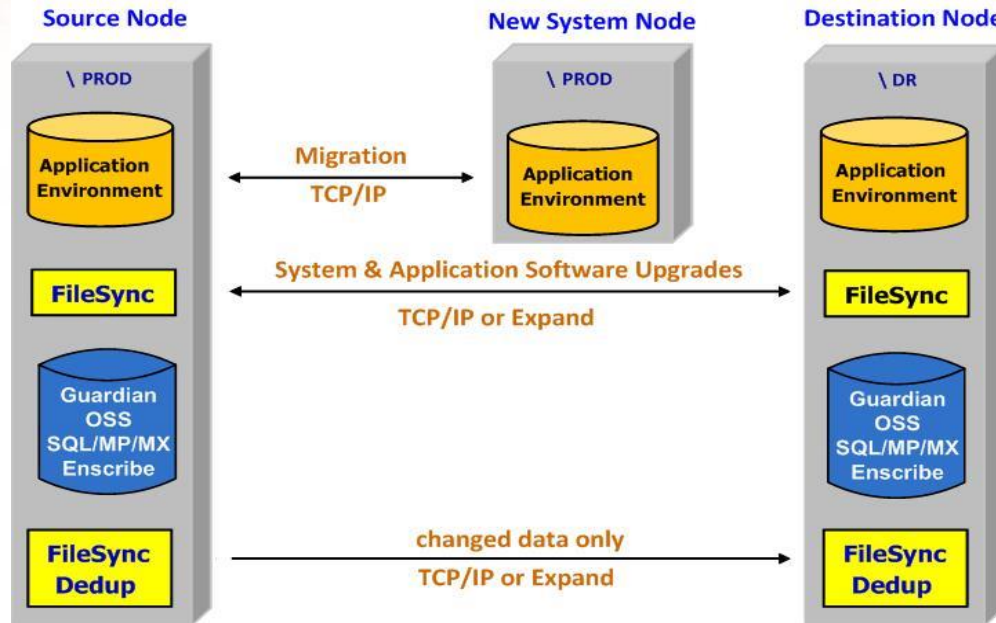 Source Node
New System Node
Destination Node
\ PROD
\ PROD
\ DR
Application
Environment
Migration
TCP/IP
Application
Environment
Application
Environment
FileSync
System & Application Software Upgrades
TCP/IP or Expand
FileSync
Guardian
OSS
SQL/MP/MX
Enscribe
Guardian
OSS
SQL/MP/MX
Enscribe
FileSync
Dedup
changed data only
TCP/IP or Expand
FileSync
Dedup